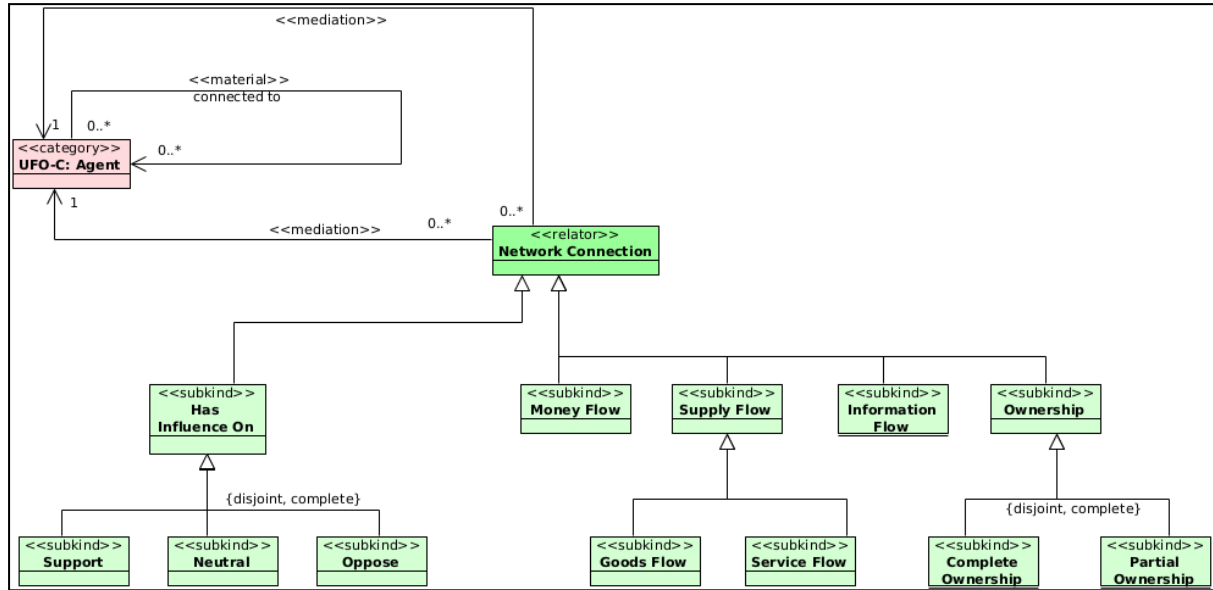 <<mediation>>
<<material>>
connected to
1
0..*
<<category>>
UFO-C: Agent
0..*
1
0..*
0..*
<<mediation>>
<<relator>>
Network Connection
<<subkind>>
Has
Influence On
<<subkind>>
Money Flow
<<subkind>>
Supply Flow
<<subkind>>
Information
Flow
<<subkind>>
Ownership
{disjoint, complete}
{disjoint, complete}
<<subkind>>
Support
<<subkind>>
Neutral
<<subkind>>
Oppose
<<subkind>>
Goods Flow
<<subkind>>
Service Flow
<<subkind>>
Complete
Ownership
<<subkind>>
Partial
Ownership